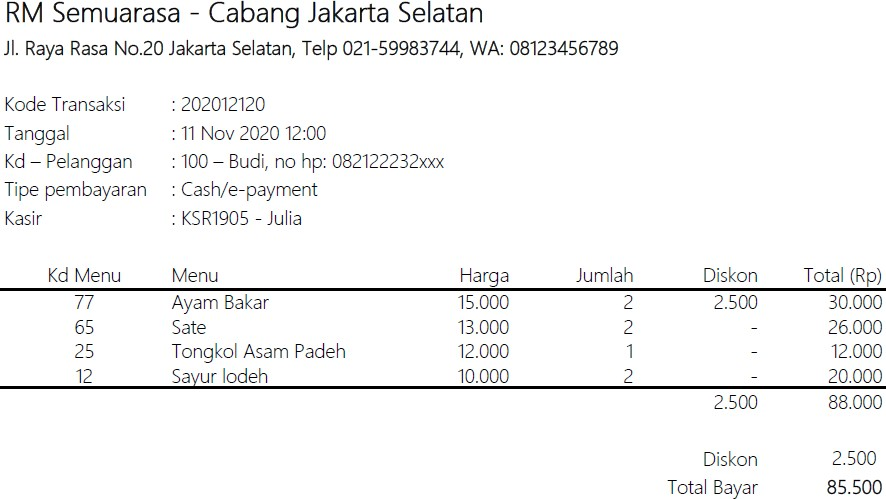 RM Semuarasa - Cabang Jakarta Selatan
Jl. Raya Rasa No.20 Jakarta Selatan, Telp 021-59983744, WA: 08123456789
Kode Transaksi : 202012120
Tanggal : 11 Nov 2020 12:00
Kd – Pelanggan : 100 – Budi, no hp: 082122232xxx
Tipe pembayaran : Cash/e-payment
Kasir : KSR1905 - Julia
Kd Menu Menu Harga Jumlah Diskon Total (Rp)
77 Ayam Bakar 15.000 2 2.500 30.000
65 Sate 13.000 2 - 26.000
25 Tongkol Asam Padeh 12.000 1 - 12.000
12 Sayur lodeh 10.000 2 - 20.000
2.500 88.000
Diskon 2.500
Total Bayar 85.500